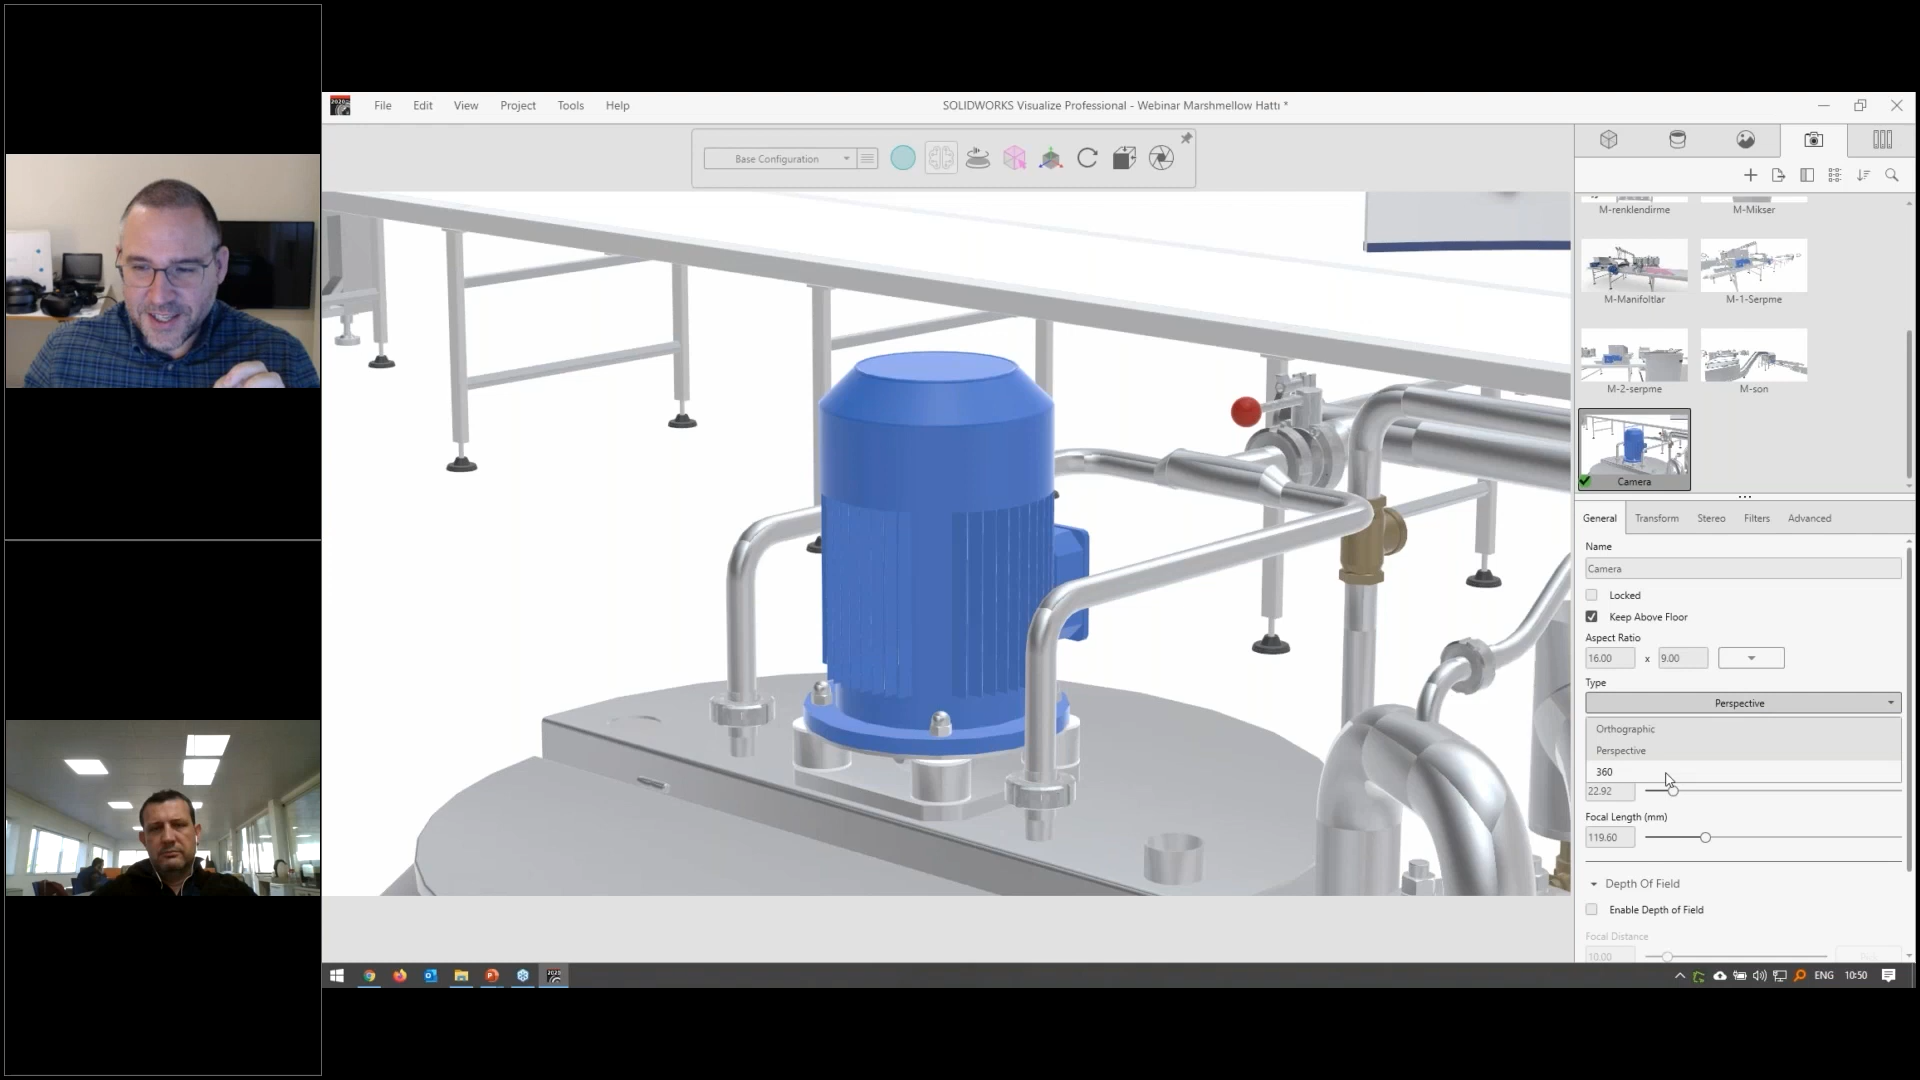 File Edit View Project Tools Help
SOLIDWORKS Visualize Professional - Webinar Marshmellow Hattı *
Base Configuration
M-renklendirme M-Mikser
M-Manifoltlar M-1-Serpme
M-2-serpme M-son
Camera
General Transform Stereo Filters Advanced
Name
Camera
Locked
Keep Above Floor
Aspect Ratio
16.00 x 9.00
Type
Perspective
Orthographic
Perspective
360
22.92
Focal Length (mm)
119.60
Depth Of Field
Enable Depth of Field
Focal Distance
10.00
ENG 10:50